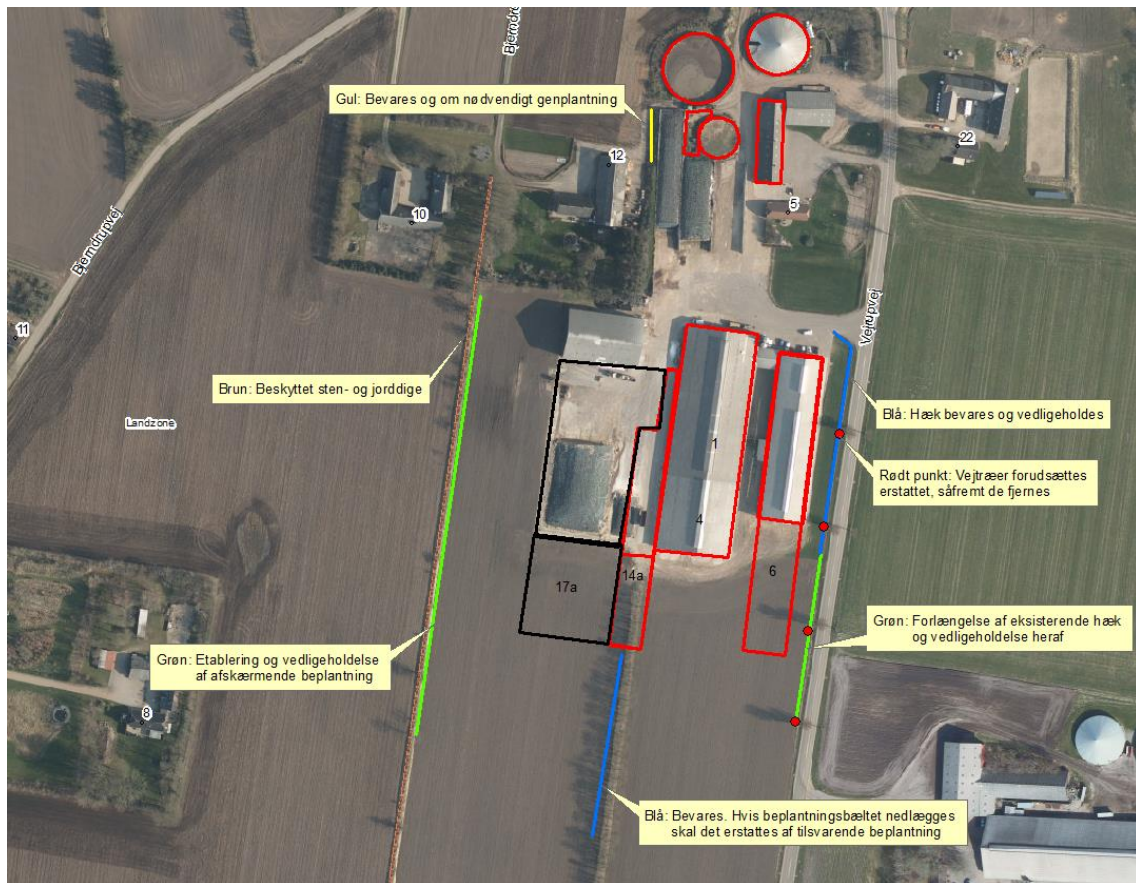 Bjerndr
Gul: Bevares og om nødvendigt genplantning
12
22
10
5
Bjerndrupvej
Vejrupvej
11
Brun: Beskyttet sten- og jorddige
Blå: Hæk bevares og vedligeholdes
Landzone
1
Rødt punkt: Vejtræer forudsættes
erstattet, såfremt de fjernes
4
17a
14a
6
Grøn: Forlængelse af eksisterende hæk
og vedligeholdelse heraf
Grøn: Etablering og vedligeholdelse
af afskærmende beplantning
8
Blå: Bevares. Hvis beplantningsbæltet nedlægges
skal det erstattes af tilsvarende beplantning